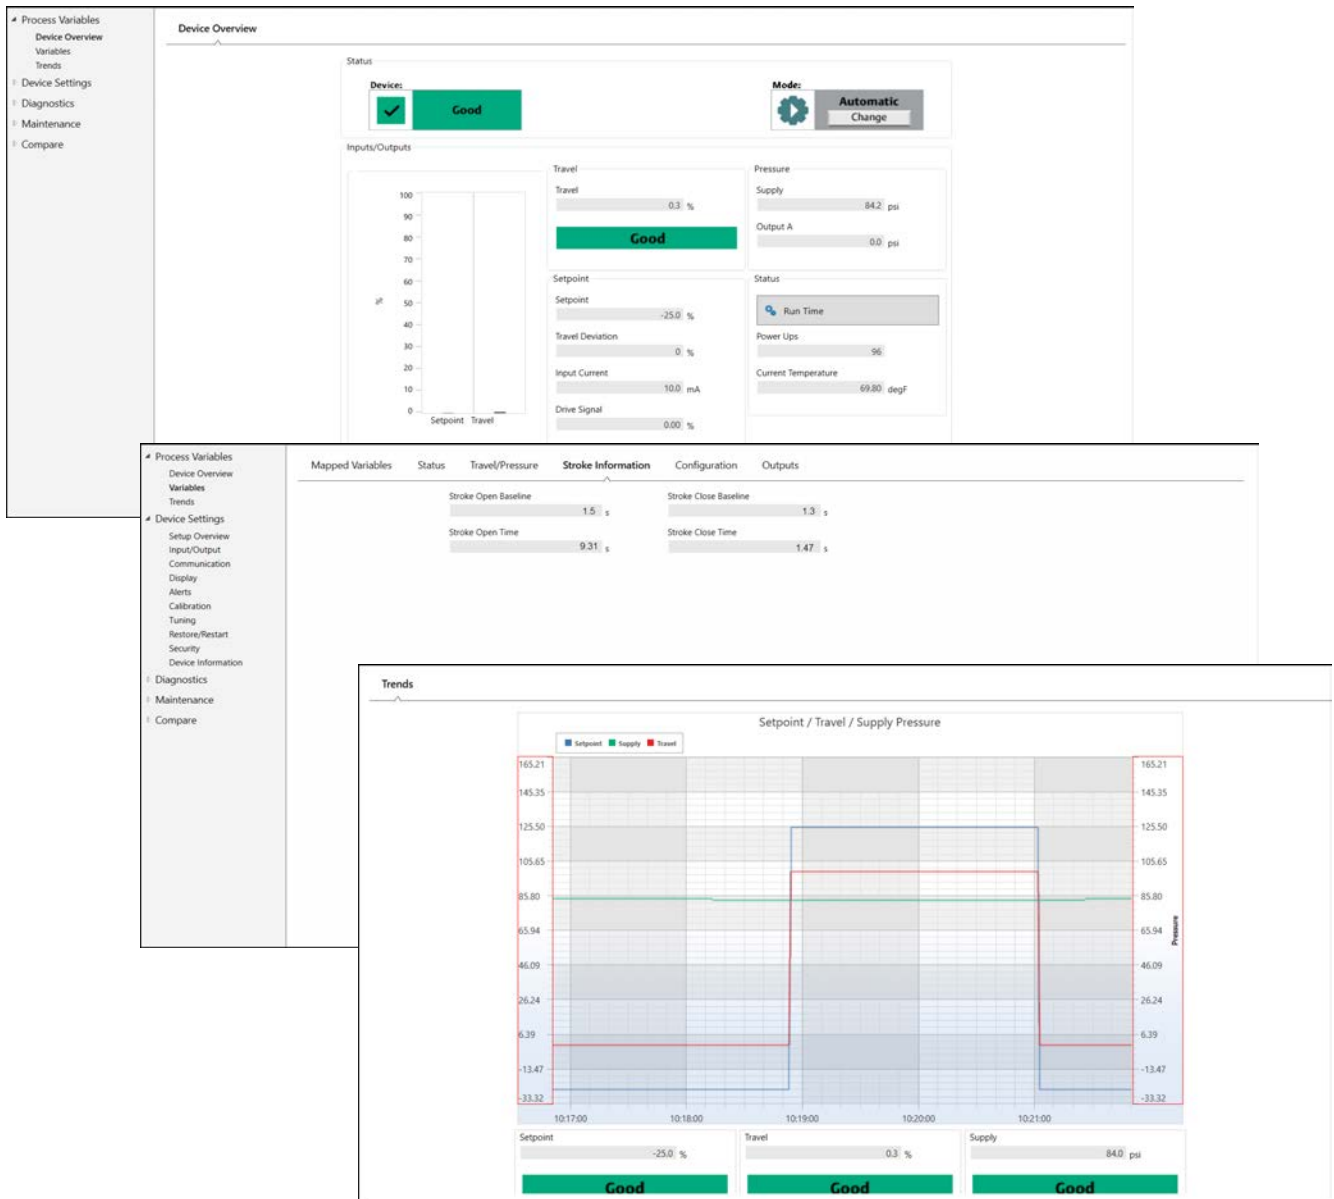 Process Variables
Device Overview
Variables
Trends
Device Settings
Diagnostics
Maintenance
Compare
Device Overview
Status
Device:
Good
Mode:
Automatic
Change
Inputs/Outputs
100
90
80
70
60
50
40
30
20
10
0
%
Setpoint Travel
Travel
Travel
0.3 %
Good
Pressure
Supply
84.2 psi
Output A
0.0 psi
Setpoint
Setpoint
-25.0 %
Travel Deviation
0 %
Input Current
10.0 mA
Drive Signal
0.00 %
Status
Run Time
Power Ups
96
Current Temperature
69.80 degF
Process Variables
Device Overview
Variables
Trends
Device Settings
Setup Overview
Input/Output
Communication
Display
Alerts
Calibration
Tuning
Restore/Restart
Security
Device Information
Diagnostics
Maintenance
Compare
Mapped Variables Status Travel/Pressure Stroke Information Configuration Outputs
Stroke Open Baseline Stroke Close Baseline
1.5 s 1.3 s
Stroke Open Time Stroke Close Time
9.31 s 1.47 s
Trends
Setpoint / Travel / Supply Pressure
Setpoint Supply Travel
165.21 165.21
145.35 145.35
125.50 125.50
105.65 105.65
85.80 85.80
65.94 65.94
46.09 46.09
26.24 26.24
6.39 6.39
-13.47 -13.47
-33.32 -33.32
Pressure
10:17:00 10:18:00 10:19:00 10:20:00 10:21:00
Setpoint Travel Supply
-25.0 % 0.3 % 84.0 psi
Good Good Good